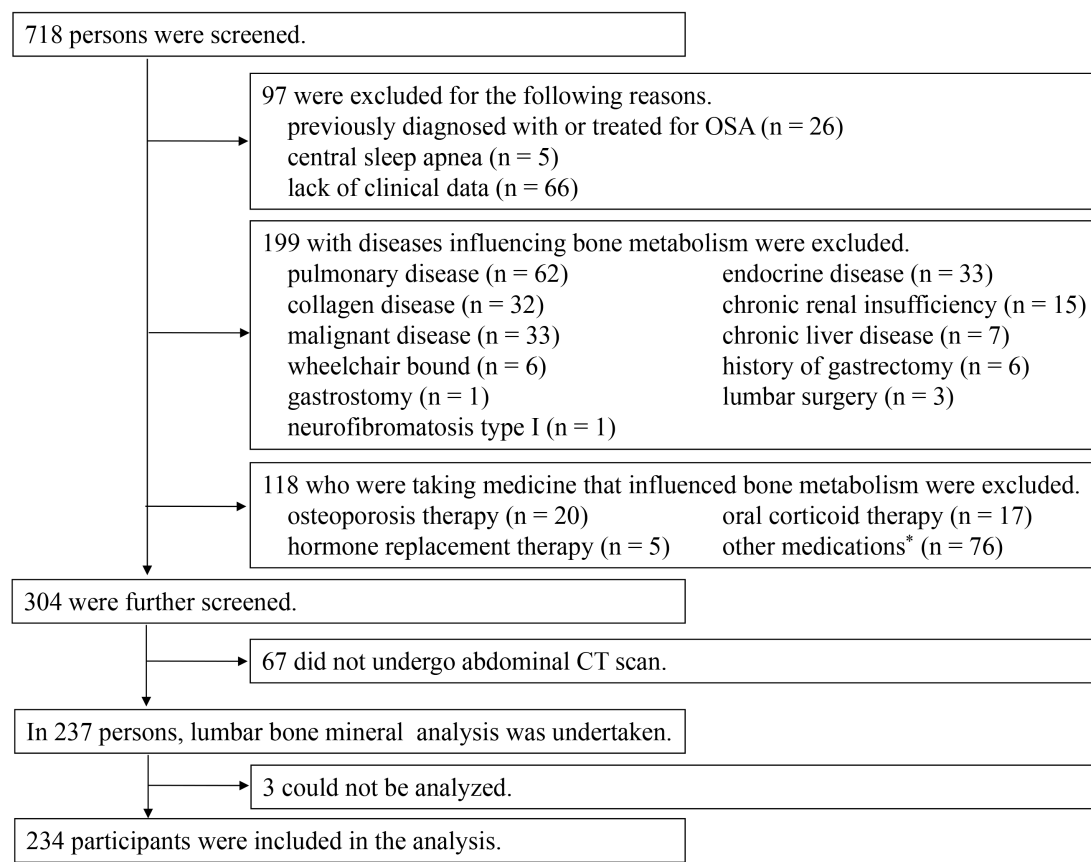 718 persons were screened.
97 were excluded for the following reasons.
previously diagnosed with or treated for OSA (n = 26)
central sleep apnea (n = 5)
lack of clinical data (n = 66)
199 with diseases influencing bone metabolism were excluded.
pulmonary disease (n = 62) endocrine disease (n = 33)
collagen disease (n = 32) chronic renal insufficiency (n = 15)
malignant disease (n = 33) chronic liver disease (n = 7)
wheelchair bound (n = 6) history of gastrectomy (n = 6)
gastrostomy (n = 1) lumbar surgery (n = 3)
neurofibromatosis type I (n = 1)
118 who were taking medicine that influenced bone metabolism were excluded.
osteoporosis therapy (n = 20) oral corticoid therapy (n = 17)
hormone replacement therapy (n = 5) other medications* (n = 76)
304 were further screened.
67 did not undergo abdominal CT scan.
In 237 persons, lumbar bone mineral analysis was undertaken.
3 could not be analyzed.
234 participants were included in the analysis.